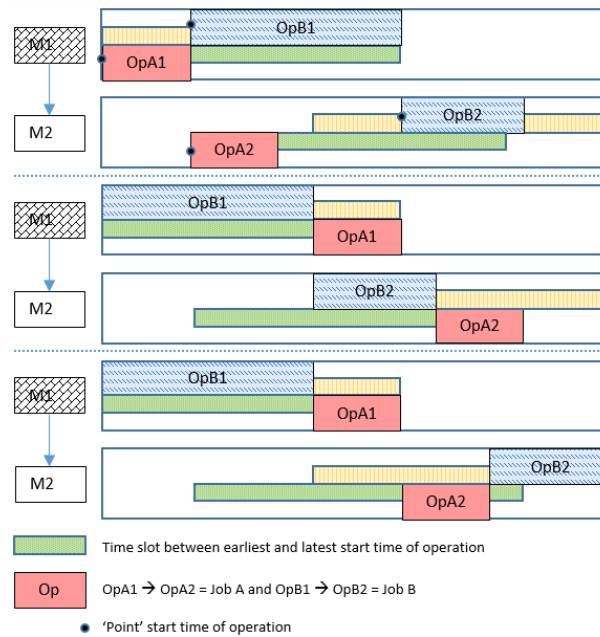 M1
OpB1
OpA1
M2
OpB2
OpA2
M1
OpB1
OpA1
M2
OpB2
OpA2
M1
OpB1
OpA1
M2
OpB2
OpA2
Time slot between earliest and latest start time of operation
Op
OpA1 → OpA2 = Job A and OpB1 → OpB2 = Job B
‘Point’ start time of operation